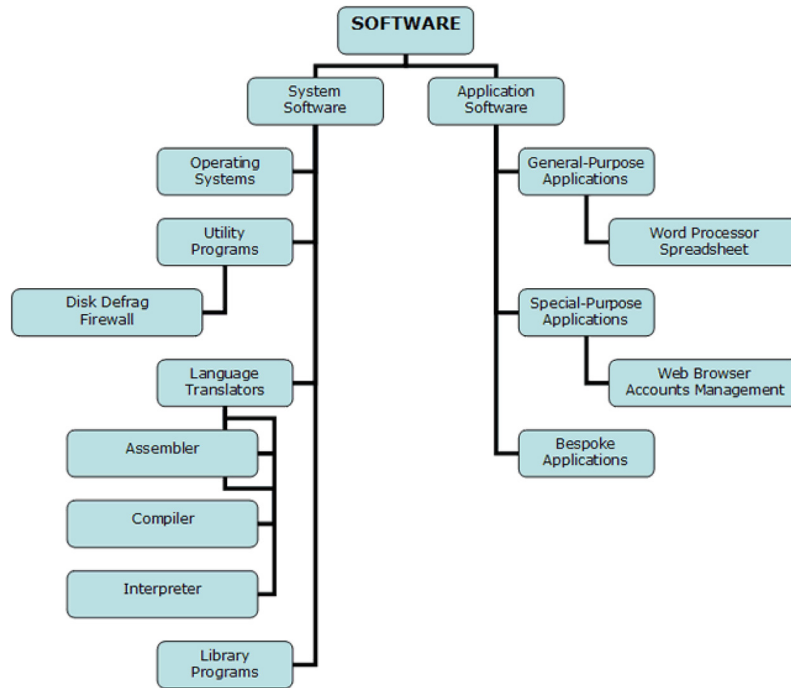 SOFTWARE
System
Software
Application
Software
Operating
Systems
General-Purpose
Applications
Utility
Programs
Word Processor
Spreadsheet
Disk Defrag
Firewall
Special-Purpose
Applications
Language
Translators
Web Browser
Accounts Management
Assembler
Bespoke
Applications
Compiler
Interpreter
Library
Programs